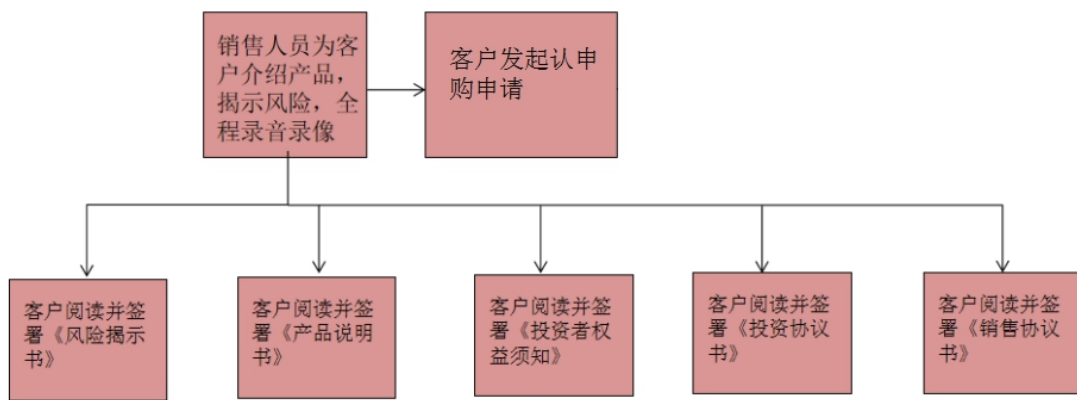 销售人员为客
户介绍产品，
揭示风险，全
程录音录像
客户发起认申
购申请
客户阅读并签
署《风险揭示
书》
客户阅读并签
署《产品说明
书》
客户阅读并签
署《投资者权
益须知》
客户阅读并签
署《投资协议
书》
客户阅读并签
署《销售协议
书》